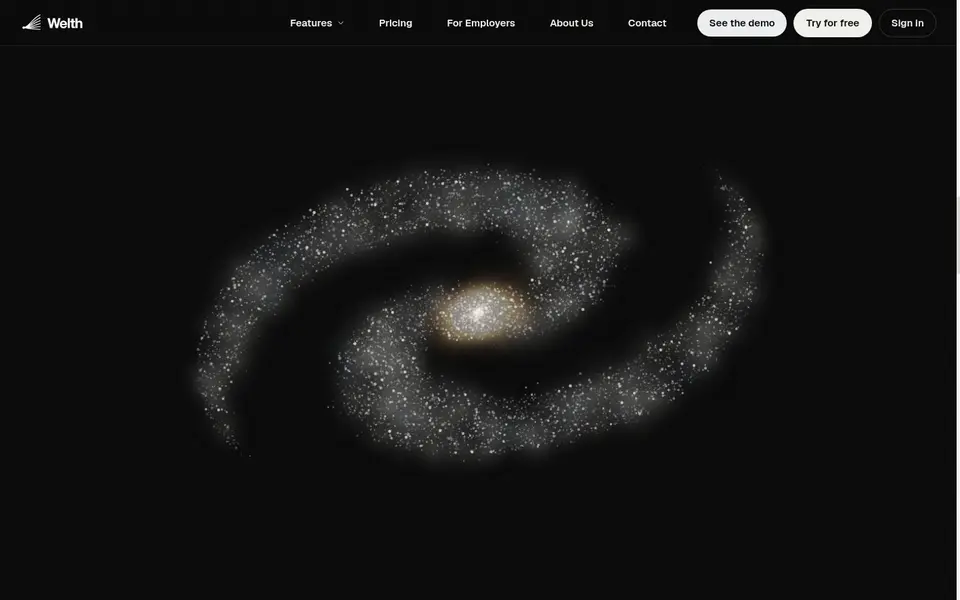 Welth
Features
Pricing
For Employers
About Us
Contact
See the demo
Try for free
Sign in